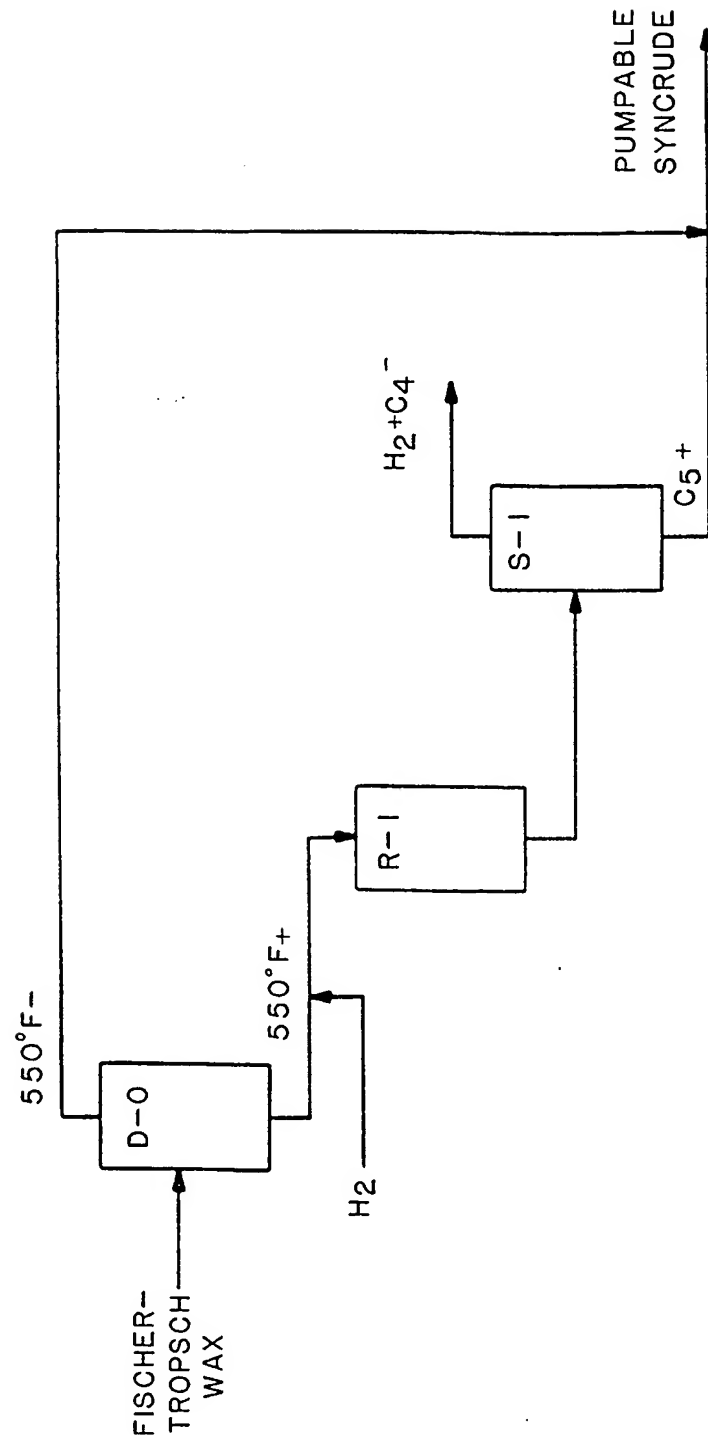 FISCHER-
TROPSCH
WAX
550°F-
D-O
550°F+
H2
R-I
S-I
H2+C4-
C5+
PUMPABLE
SYNCRUDE